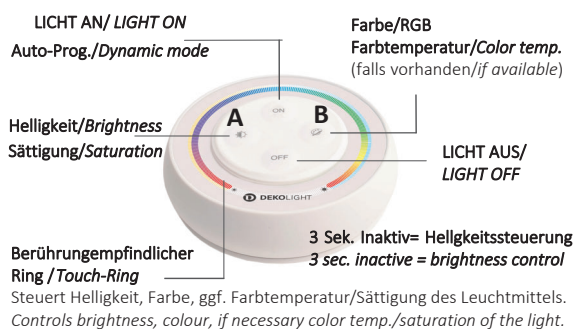 LICHT AN/ LIGHT ON
Auto-Prog./Dynamic mode
Farbe/RGB
Farbtemperatur/Color temp.
(falls vorhanden/if available)
A
B
ON
Helligkeit/Brightness
Sättigung/Saturation
OFF
LICHT AUS/
LIGHT OFF
DEKOLIGHT
3 Sek. Inaktiv= Hellgkeitssteuerung
3 sec. inactive = brightness control
Berührungempfindlicher
Ring /Touch-Ring
Steuert Helligkeit, Farbe, ggf. Farbtemperatur/Sättigung des Leuchtmittels.
Controls brightness, colour, if necessary color temp./saturation of the light.